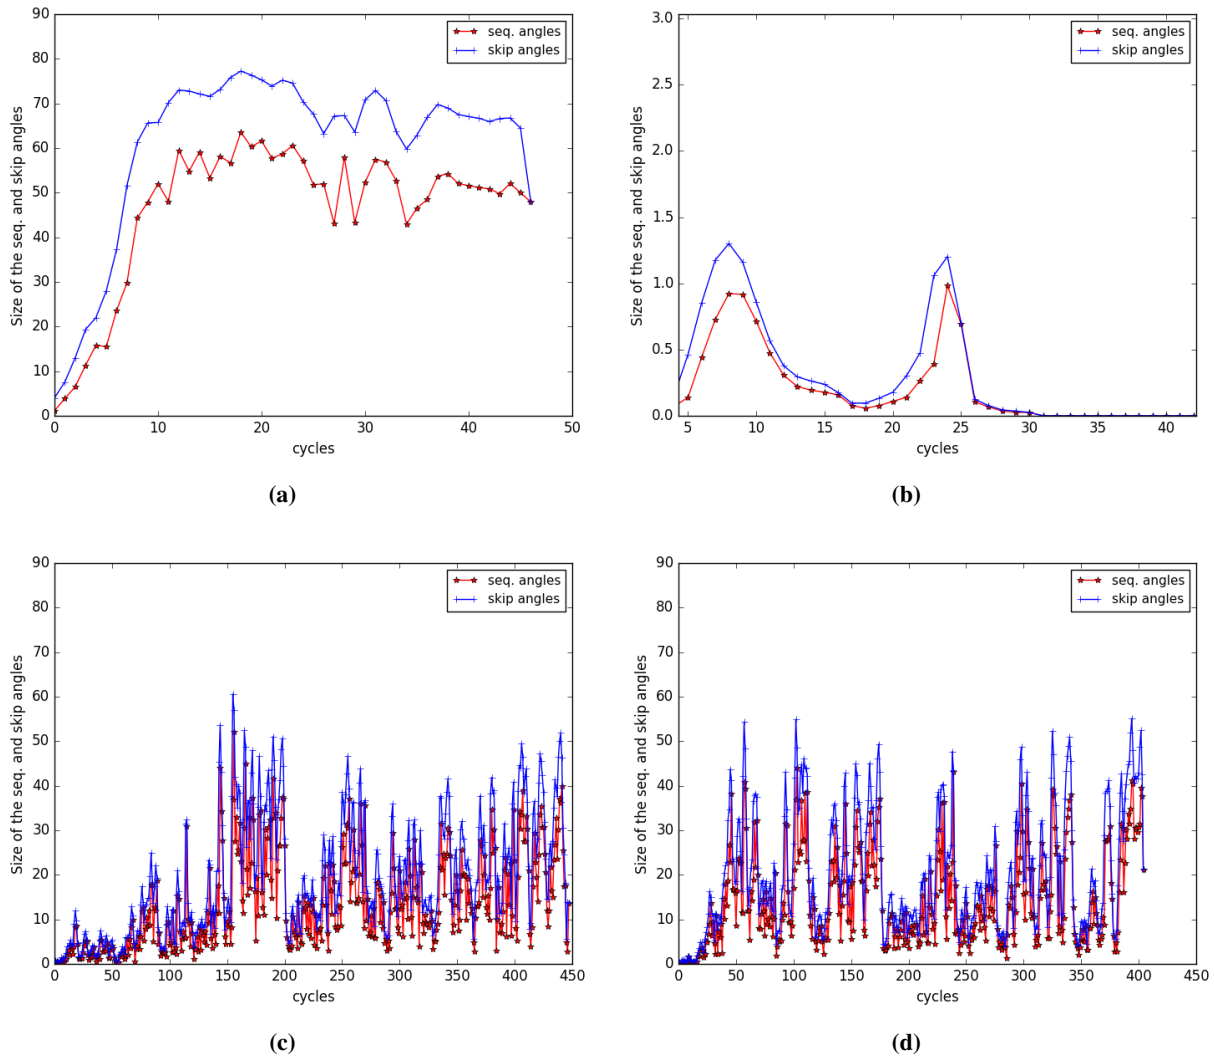 90
80
70
60
50
40
30
20
10
0
Size of the seq. and skip angles
seq. angles
skip angles
0 10 20 30 40 50
cycles
(a)
3.0
2.5
2.0
1.5
1.0
0.5
0.0
Size of the seq. and skip angles
seq. angles
skip angles
5 10 15 20 25 30 35 40
cycles
(b)
90
80
70
60
50
40
30
20
10
0
Size of the seq. and skip angles
seq. angles
skip angles
0 50 100 150 200 250 300 350 400 450
cycles
(c)
90
80
70
60
50
40
30
20
10
0
Size of the seq. and skip angles
seq. angles
skip angles
0 50 100 150 200 250 300 350 400 450
cycles
(d)